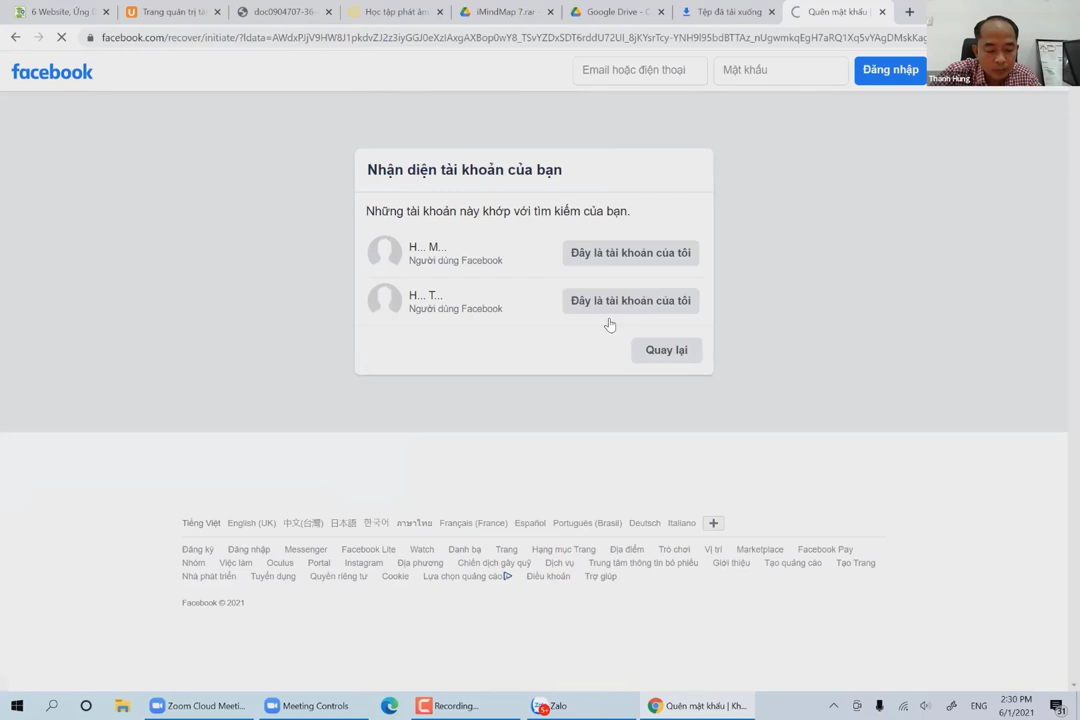 6 Website, Ứng
Trang quản trị
doc0904707-36
Học tập phát âm
iMindMap 7.rar
Google Drive - C
Tệp đã tải xuống
Quên mật khẩu |
facebook
Email hoặc điện thoại
Mật khẩu
Đăng nhập
Thanh Hung
Nhận diện tài khoản của bạn
Những tài khoản này khớp với tìm kiếm của bạn.
H... M...
Người dùng Facebook
Đây là tài khoản của tôi
H... T...
Người dùng Facebook
Đây là tài khoản của tôi
Quay lại
Tiếng Việt English (UK) 中文(台灣) 日本語 한국어 ภาษาไทย Français (France) Español Português (Brasil) Deutsch Italiano
Đăng ký Đăng nhập Messenger Facebook Lite Watch Danh bạ Trang Hạng mục Trang Địa điểm Trò chơi Vị trí Marketplace Facebook Pay
Nhóm Việc làm Oculus Portal Instagram Địa phương Chiến dịch gây quỹ Dịch vụ Trung tâm thông tin bỏ phiếu Giới thiệu Tạo quảng cáo Tạo Trang
Nhà phát triển Tuyển dụng Quyền riêng tư Cookie Lựa chọn quảng cáo Điều khoản Trợ giúp
Facebook © 2021
Zoom Cloud Meeti...
Meeting Controls
Recording...
5+
Zalo
Quên mật khẩu | Kh...
ENG
2:30 PM
6/1/2021
31